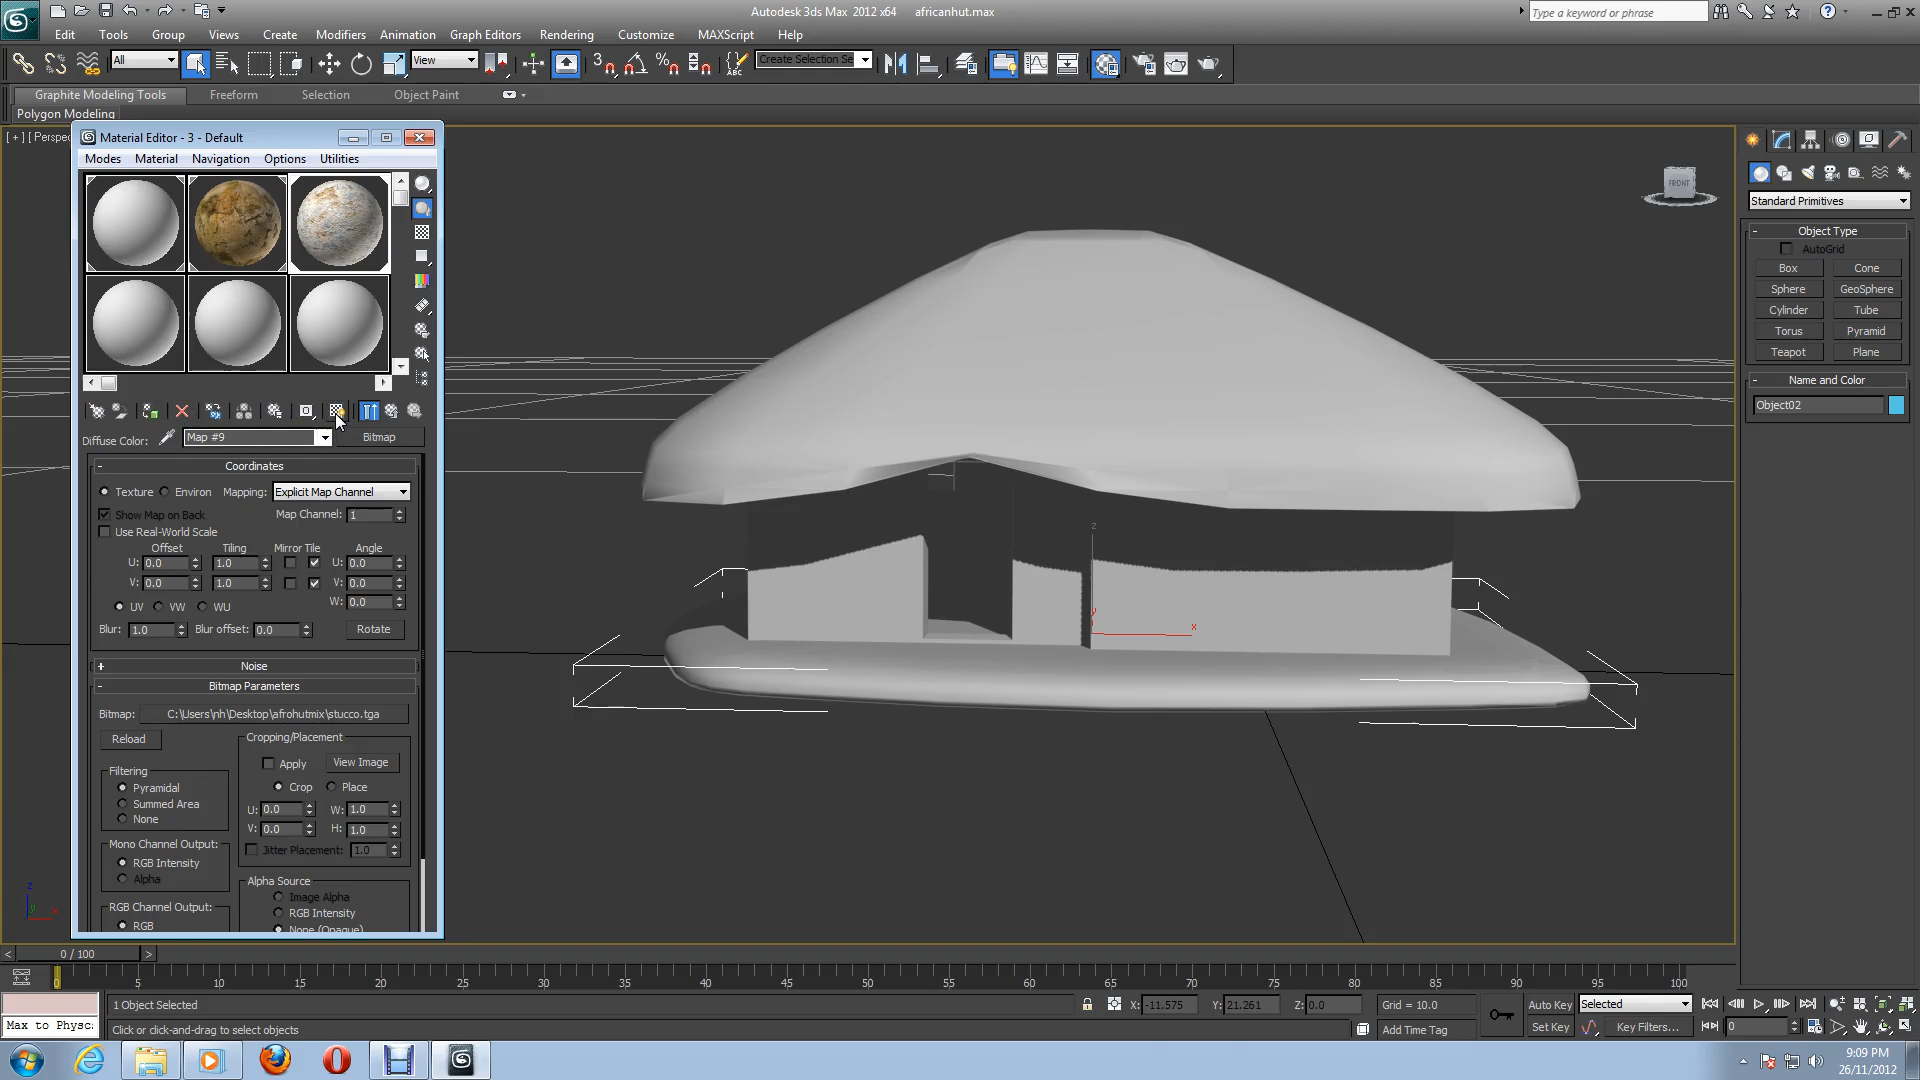 Autodesk 3ds Max 2012 x64 africanhut.max
Type a keyword or phrase
Edit Tools Group Views Create Modifiers Animation Graph Editors Rendering Customize MAXScript Help
All View Create Selection Se
Graphite Modeling Tools Freeform Selection Object Paint
Polygon Modeling
[ + ] [ Perspe
Material Editor - 3 - Default
Modes Material Navigation Options Utilities
Diffuse Color: Map #9 Bitmap
- Coordinates
Texture Environ Mapping: Explicit Map Channel
Show Map on Back Map Channel: 1
Use Real-World Scale
Offset Tiling Mirror Tile Angle
U: 0.0 1.0 U: 0.0
V: 0.0 1.0 V: 0.0
UV VW WU W: 0.0
Blur: 1.0 Blur offset: 0.0 Rotate
+ Noise
- Bitmap Parameters
Bitmap: C:\Users\nh\Desktop\afrohutmix\stucco.tga
Reload
Cropping/Placement
Apply View Image
Crop Place
U: 0.0 W: 1.0
V: 0.0 H: 1.0
Jitter Placement: 1.0
Filtering
Pyramidal
Summed Area
None
Mono Channel Output:
RGB Intensity
Alpha
RGB Channel Output:
RGB
Alpha Source
Image Alpha
RGB Intensity
None (Opaque)
FRONT
z
y
x
z
y
x
Standard Primitives
- Object Type
AutoGrid
Box Cone
Sphere GeoSphere
Cylinder Tube
Torus Pyramid
Teapot Plane
- Name and Color
Object02
< 0 / 100 >
0 5 10 15 20 25 30 35 40 45 50 55 60 65 70 75 80 85 90 95 100
1 Object Selected X: -11.575 Y: 21.261 Z: 0.0 Grid = 10.0 Auto Key Selected
Max to Physc: Click or click-and-drag to select objects Add Time Tag Set Key Key Filters... 0
9:09 PM
26/11/2012